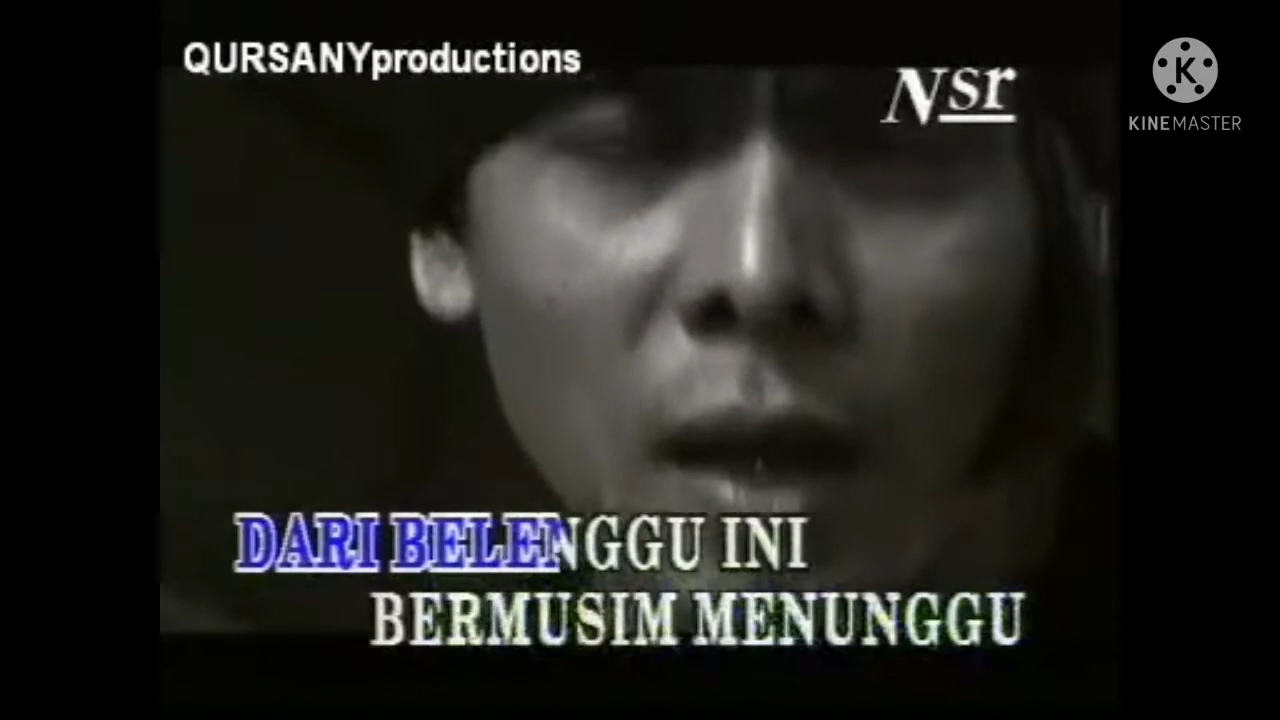 QURSANYproductions
Nsr
K
KINEMASTER
DARI BELENGGU INI
BERMUSIM MENUNGGU